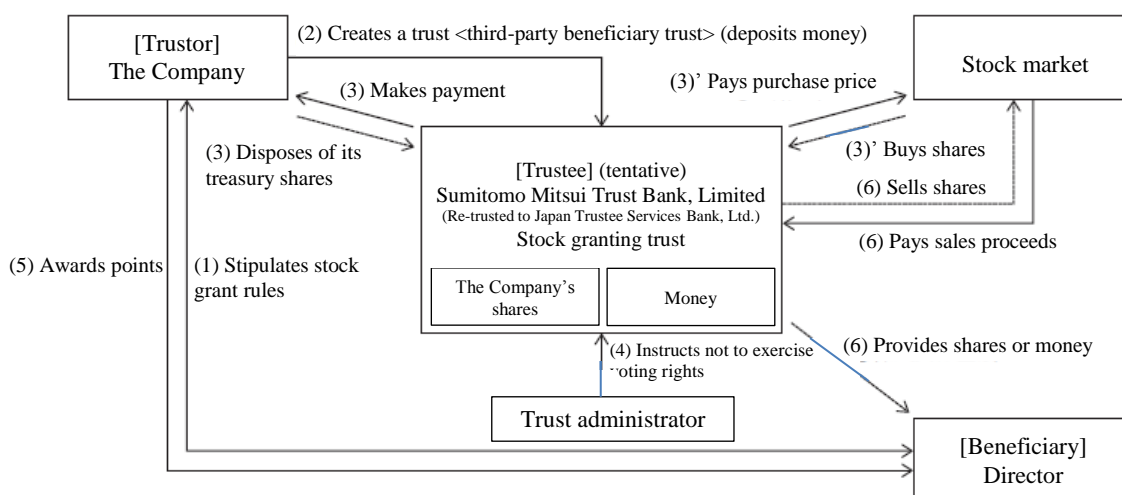 [Trustor]
The Company
(2) Creates a trust <third-party beneficiary trust> (deposits money)
Stock market
(3) Makes payment
(3)’ Pays purchase price
(3) Disposes of its
treasury shares
[Trustee] (tentative)
Sumitomo Mitsui Trust Bank, Limited
(Re-trusted to Japan Trustee Services Bank, Ltd.)
Stock granting trust
(3)’ Buys shares
(6) Sells shares
(6) Pays sales proceeds
(5) Awards points
(1) Stipulates stock
grant rules
The Company’s
shares
Money
(4) Instructs not to exercise
voting rights
(6) Provides shares or money
Trust administrator
[Beneficiary]
Director